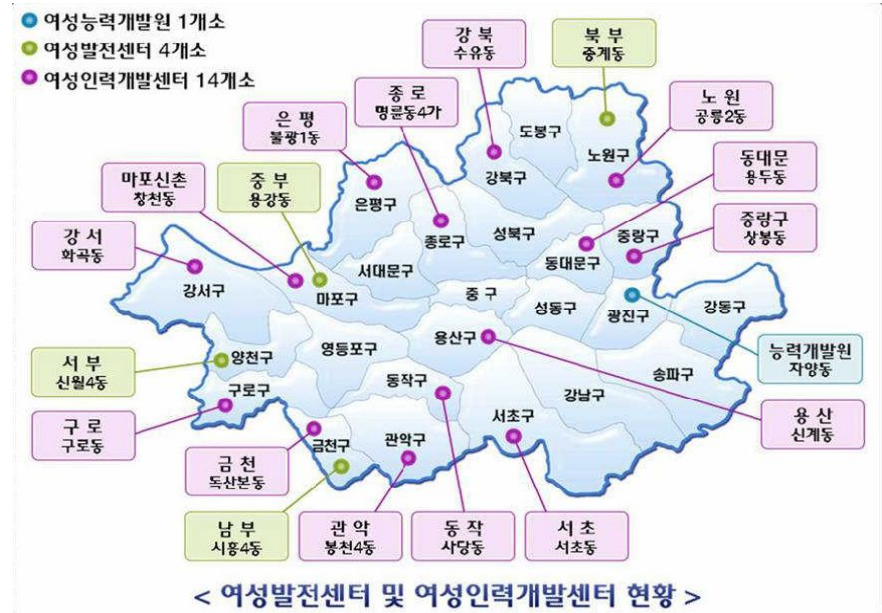 여성능력개발원 1개소
여성발전센터 4개소
여성인력개발센터 14개소
강 북
수유동
북 부
중계동
종 로
명륜동4가
노 원
공릉2동
은 평
불광1동
도봉구
노원구
동대문
용두동
마포신촌
창천동
중 부
용강동
강북구
은평구
성북구
중랑구
중랑구
상봉동
강 서
화곡동
종로구
서대문구
동대문구
강서구
마포구
중 구
성동구
광진구
강동구
서 부
신월4동
양천구
영등포구
용산구
능력개발원
자양동
구로구
동작구
송파구
강남구
서초구
구 로
구로동
금천구
관악구
용 산
신계동
금 천
독산본동
남 부
시흥4동
관 악
봉천4동
동 작
사당동
서 초
서초동
< 여성발전센터 및 여성인력개발센터 현황 >